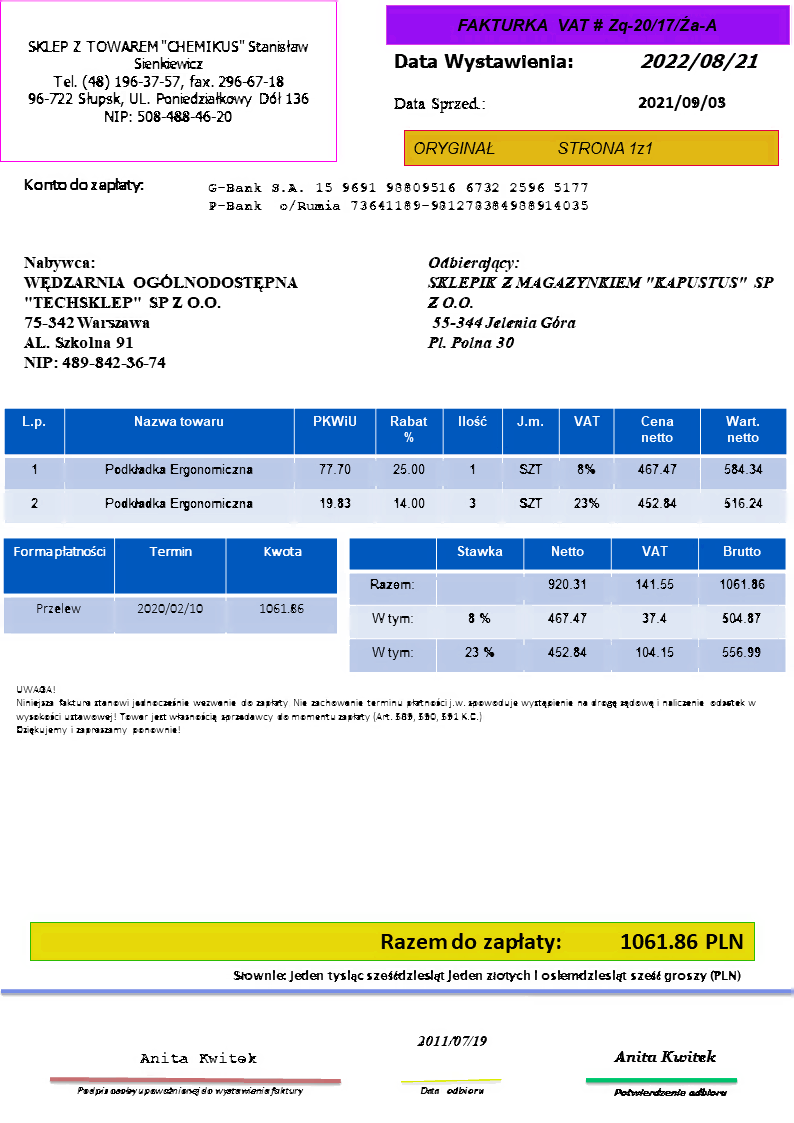 SKLEP Z TOWAREM "CHEMIKUS" Stanisław
Sienkiewicz
Tel. (48) 196-37-57, fax. 296-67-18
96-722 Słupsk, UL. Poniedziałkowy Dół 136
NIP: 508-488-46-20
FAKTURKA VAT # Zq-20/17/Ża-A
Data Wystawienia: 2022/08/21
Data Sprzed.: 2021/09/03
ORYGINAŁ STRONA 1z1
Konto do zapłaty:
G-Bank S.A. 15 9691 98809516 6732 2596 5177
P-Bank o/Rumia 73641189-981278384988914035
Nabywca:
WĘDZARNIA OGÓLNODOSTĘPNA
"TECHSKLEP" SP Z O.O.
75-342 Warszawa
AL. Szkolna 91
NIP: 489-842-36-74
Odbierający:
SKLEPIK Z MAGAZYNKIEM "KAPUSTUS" SP
Z O.O.
55-344 Jelenia Góra
Pl. Polna 30
L.p. Nazwa towaru PKWiU Rabat % Ilość J.m. VAT Cena netto Wart. netto
1 Podkładka Ergonomiczna 77.70 25.00 1 SZT 8% 467.47 584.34
2 Podkładka Ergonomiczna 19.83 14.00 3 SZT 23% 452.84 516.24
Forma płatności Termin Kwota
Przelew 2020/02/10 1061.86
Stawka Netto VAT Brutto
Razem: 920.31 141.55 1061.86
W tym: 8 % 467.47 37.4 504.87
W tym: 23 % 452.84 104.15 556.99
UWAGA!
Niniejsza faktura stanowi jednocześnie wezwanie do zapłaty. Nie zachowanie terminu płatności j.w. spowoduje wystąpienie na drogę sądową i naliczenie odsetek w
wysokości ustawowej! Towar jest własnością sprzedawcy do momentu zapłaty (Art. 589, 590, 591 K.C.)
Dziękujemy i zapraszamy ponownie!
Razem do zapłaty: 1061.86 PLN
Słownie: jeden tysiąc sześćdziesiąt jeden złotych i osiemdziesiąt sześć groszy (PLN)
Anita Kwitek
Podpis osoby upoważnionej do wystawienia faktury
2011/07/19
Data odbioru
Anita Kwitek
Potwierdzenie odbioru